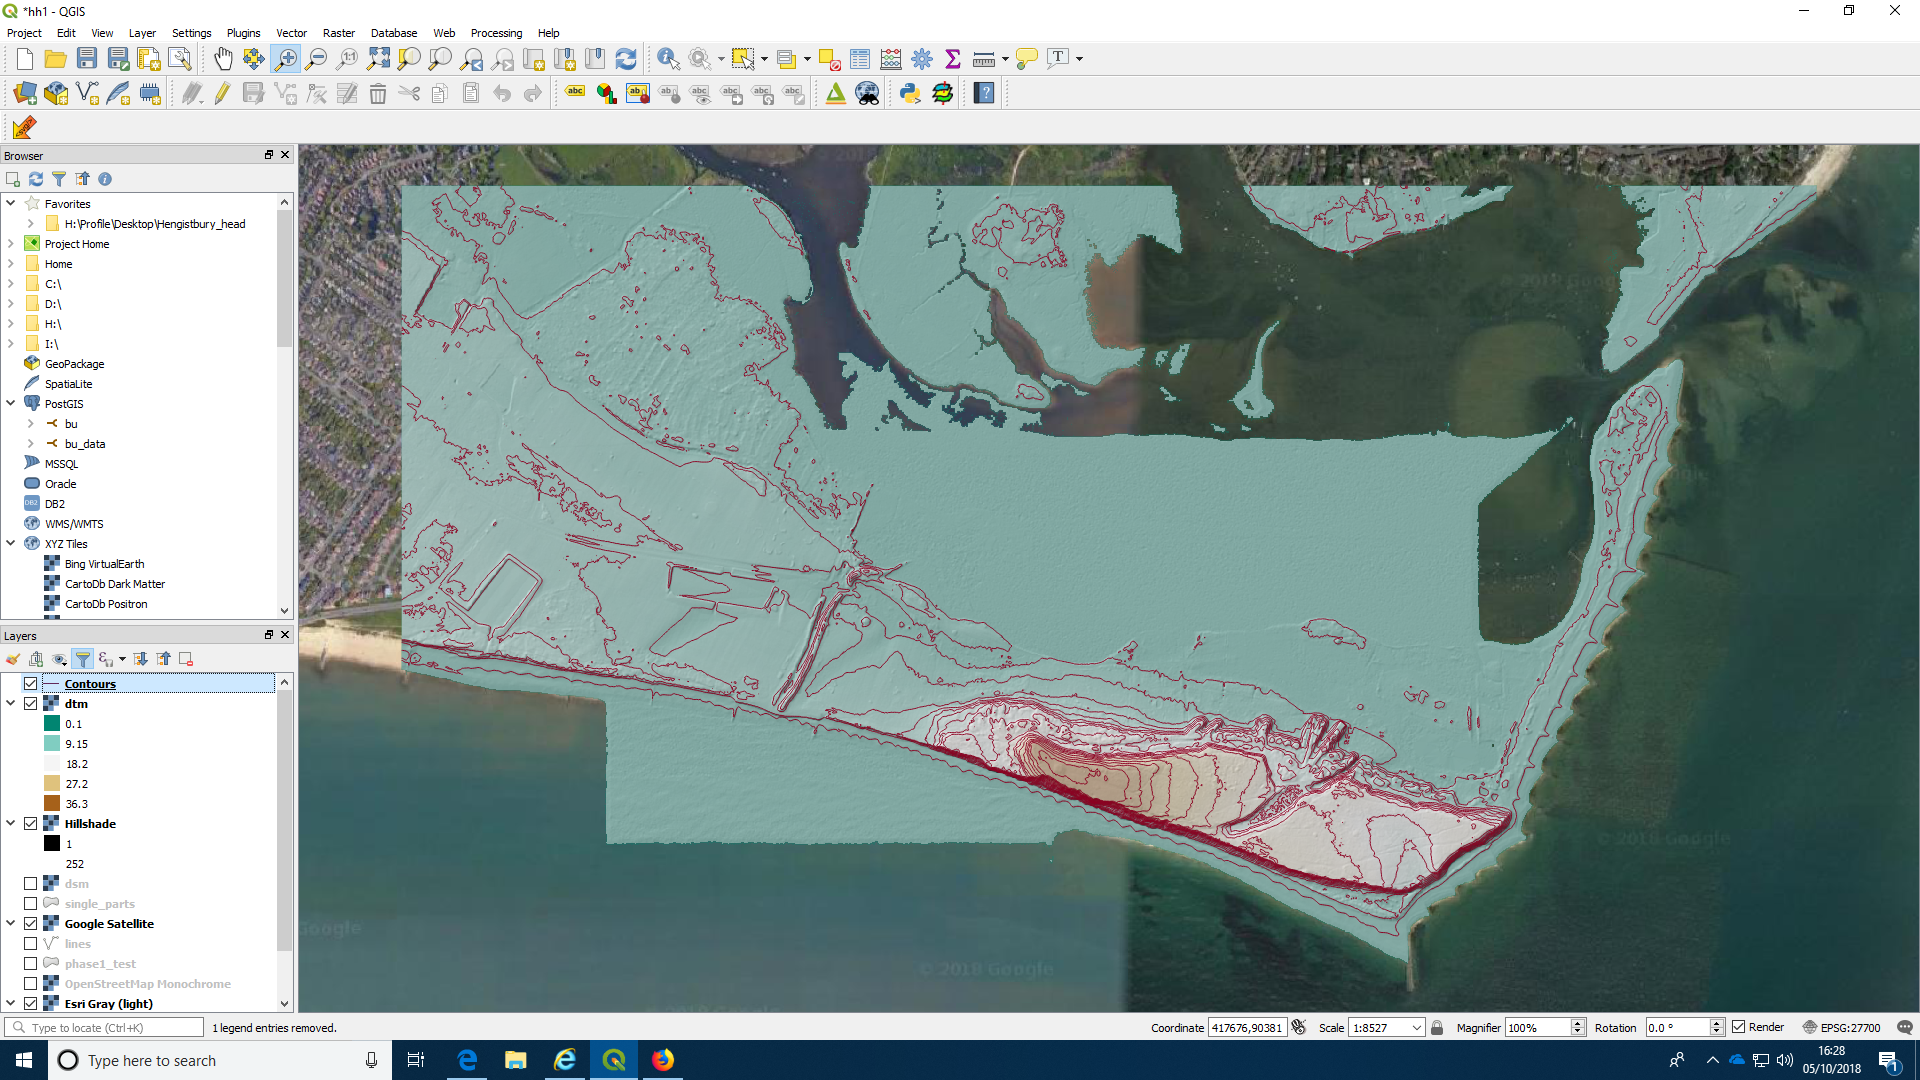 *hh1 - QGIS
Project Edit View Layer Settings Plugins Vector Raster Database Web Processing Help
Browser
Favorites
H:\Profile\Desktop\Hengistbury_head
Project Home
Home
C:\
D:\
H:\
I:\
GeoPackage
SpatiaLite
PostGIS
bu
bu_data
MSSQL
Oracle
DB2
WMS/WMTS
XYZ Tiles
Bing VirtualEarth
CartoDb Dark Matter
CartoDb Positron
Layers
Contours
dtm
0.1
9.15
18.2
27.2
36.3
Hillshade
1
252
dsm
single_parts
Google Satellite
lines
phase1_test
OpenStreetMap Monochrome
Esri Gray (light)
Google
© 2018 Google
© 2018 Google
Type to locate (Ctrl+K)
1 legend entries removed.
Coordinate 417676,90381 Scale 1:8527 Magnifier 100% Rotation 0.0 ° Render EPSG:27700
Type here to search
16:28
05/10/2018
1